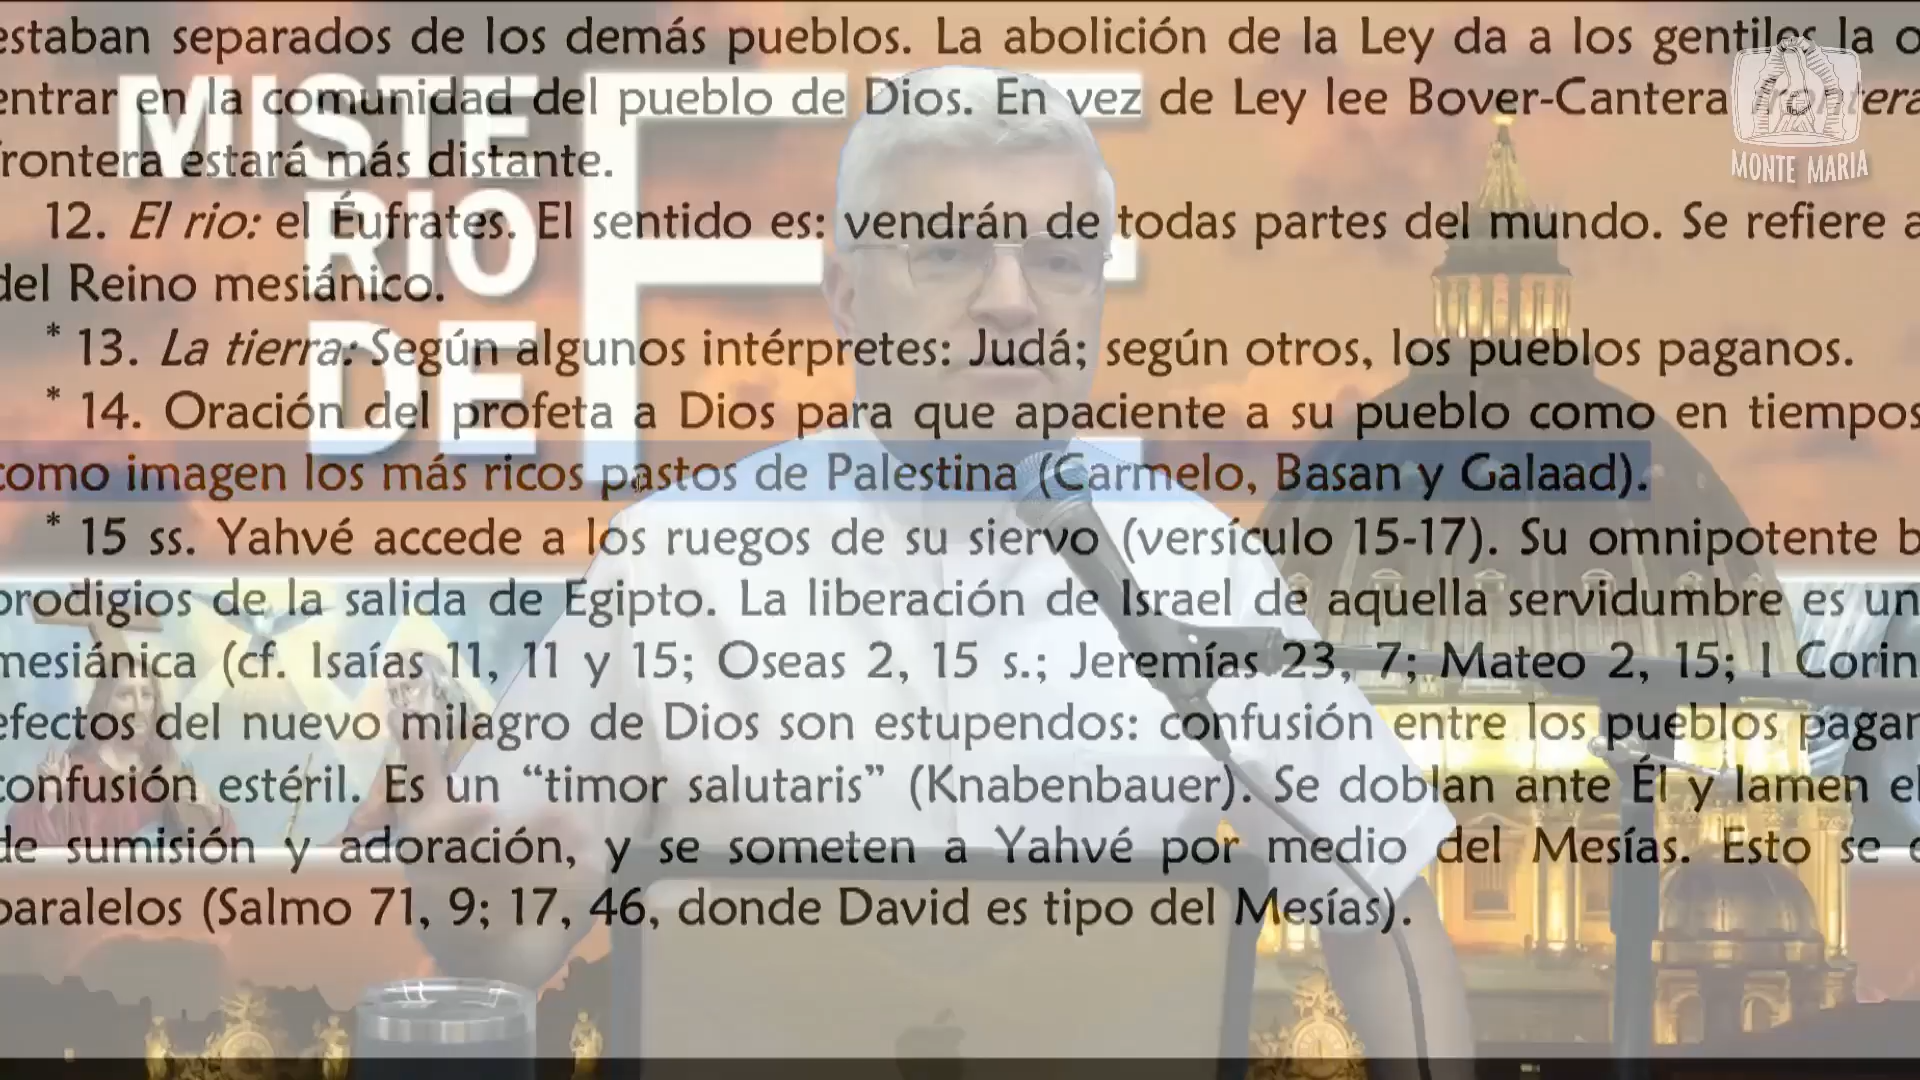 estaban separados de los demás pueblos. La abolición de la Ley da a los gentiles la
entrar en la comunidad del pueblo de Dios. En vez de Ley lee Bover-Cantera frontera
frontera estará más distante.
12. El rio: el Éufrates. El sentido es: vendrán de todas partes del mundo. Se refiere a
del Reino mesiánico.
* 13. La tierra: Según algunos intérpretes: Judá; según otros, los pueblos paganos.
* 14. Oración del profeta a Dios para que apaciente a su pueblo como en tiempos
como imagen los más ricos pastos de Palestina (Carmelo, Basan y Galaad).
* 15 ss. Yahvé accede a los ruegos de su siervo (versículo 15-17). Su omnipotente
prodigios de la salida de Egipto. La liberación de Israel de aquella servidumbre es un
mesiánica (cf. Isaías 11, 11 y 15; Oseas 2, 15 s.; Jeremías 23, 7; Mateo 2, 15; I Corin
efectos del nuevo milagro de Dios son estupendos: confusión entre los pueblos pagan
confusión estéril. Es un “timor salutaris” (Knabenbauer). Se doblan ante Él y lamen el
de sumisión y adoración, y se someten a Yahvé por medio del Mesías. Esto se
paralelos (Salmo 71, 9; 17, 46, donde David es tipo del Mesías).
MISTE
RIO
DE
FE
MONTE MARIA